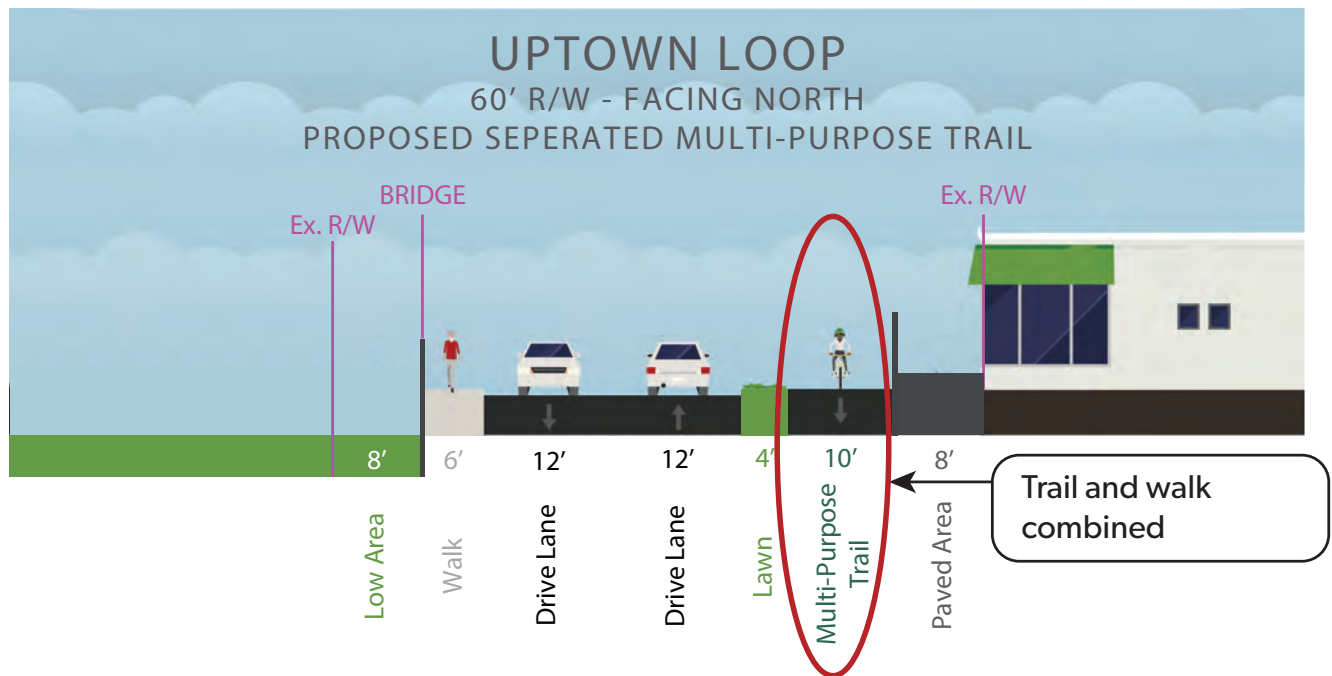 UPTOWN LOOP
60’ R/W - FACING NORTH
PROPOSED SEPERATED MULTI-PURPOSE TRAIL
BRIDGE
Ex. R/W
Ex. R/W
8’
6’
12’
12’
4’
10’
8’
Low Area
Walk
Drive Lane
Drive Lane
Lawn
Multi-Purpose
Trail
Paved Area
Trail and walk
combined